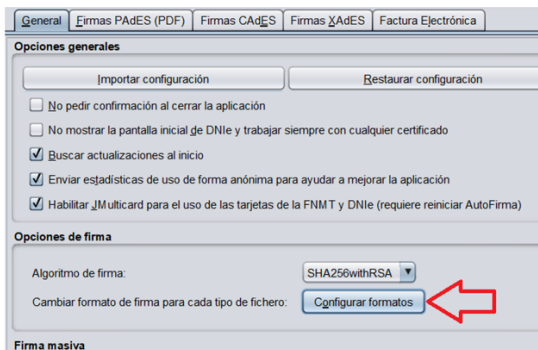 General Firmas PAdES (PDF) Firmas CAdES Firmas XAdES Factura Electrónica
Opciones generales
Importar configuración Restaurar configuración
No pedir confirmación al cerrar la aplicación
No mostrar la pantalla inicial de DNIe y trabajar siempre con cualquier certificado
Buscar actualizaciones al inicio
Enviar estadísticas de uso de forma anónima para ayudar a mejorar la aplicación
Habilitar JMulticard para el uso de las tarjetas de la FNMT y DNIe (requiere reiniciar AutoFirma)
Opciones de firma
Algoritmo de firma: SHA256withRSA
Cambiar formato de firma para cada tipo de fichero: Configurar formatos
Firma masiva